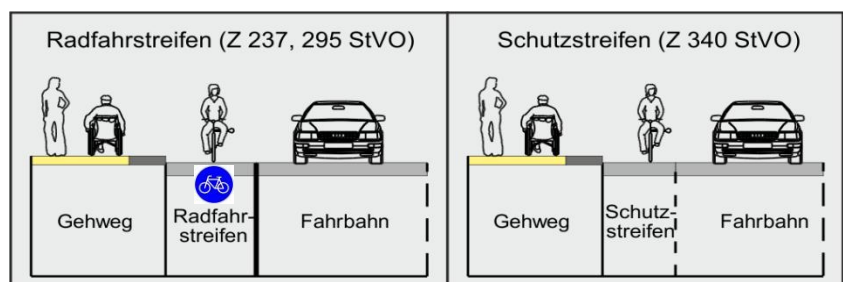 Radfahrstreifen (Z 237, 295 StVO)
Gehweg
Radfahr-
streifen
Fahrbahn
Schutzstreifen (Z 340 StVO)
Gehweg
Schutz-
streifen
Fahrbahn